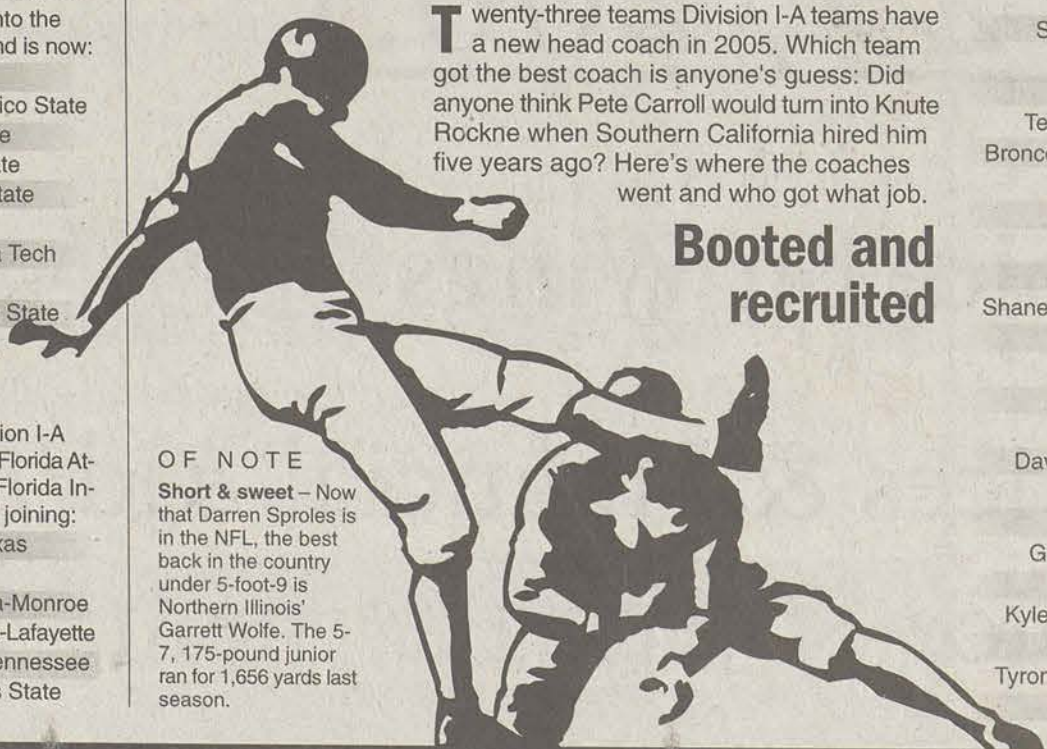 nto the
nd is now:
ico State
e
te
tate
Tech
State
ion I-A
Florida At-
Florida In-
joining:
xas
a-Monroe
-Lafayette
ennessee
s State
OF NOTE
Short & sweet – Now
that Darren Sproles is
in the NFL, the best
back in the country
under 5-foot-9 is
Northern Illinois'
Garrett Wolfe. The 5-
7, 175-pound junior
ran for 1,656 yards last
season.
Twenty-three teams Division I-A teams have
a new head coach in 2005. Which team
got the best coach is anyone's guess: Did
anyone think Pete Carroll would turn into Knute
Rockne when Southern California hired him
five years ago? Here's where the coaches
went and who got what job.
Booted and
recruited
S
Te
Bronco
Shane
Dav
G
Kyle
Tyron